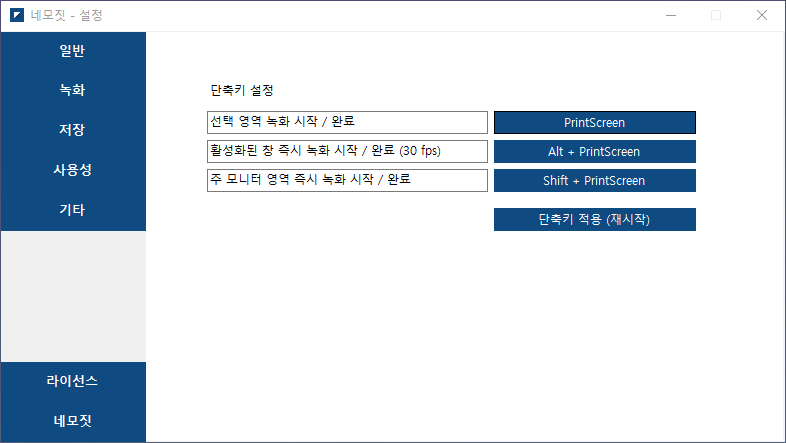 네모짓 - 설정
일반
녹화
저장
사용성
기타
라이선스
네모짓
단축키 설정
선택 영역 녹화 시작 / 완료 PrintScreen
활성화된 창 즉시 녹화 시작 / 완료 (30 fps) Alt + PrintScreen
주 모니터 영역 즉시 녹화 시작 / 완료 Shift + PrintScreen
단축키 적용 (재시작)